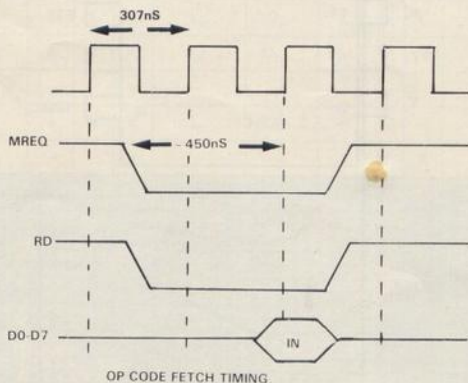 307nS
MREQ
~ 450nS
RD
D0-D7
IN
OP CODE FETCH TIMING